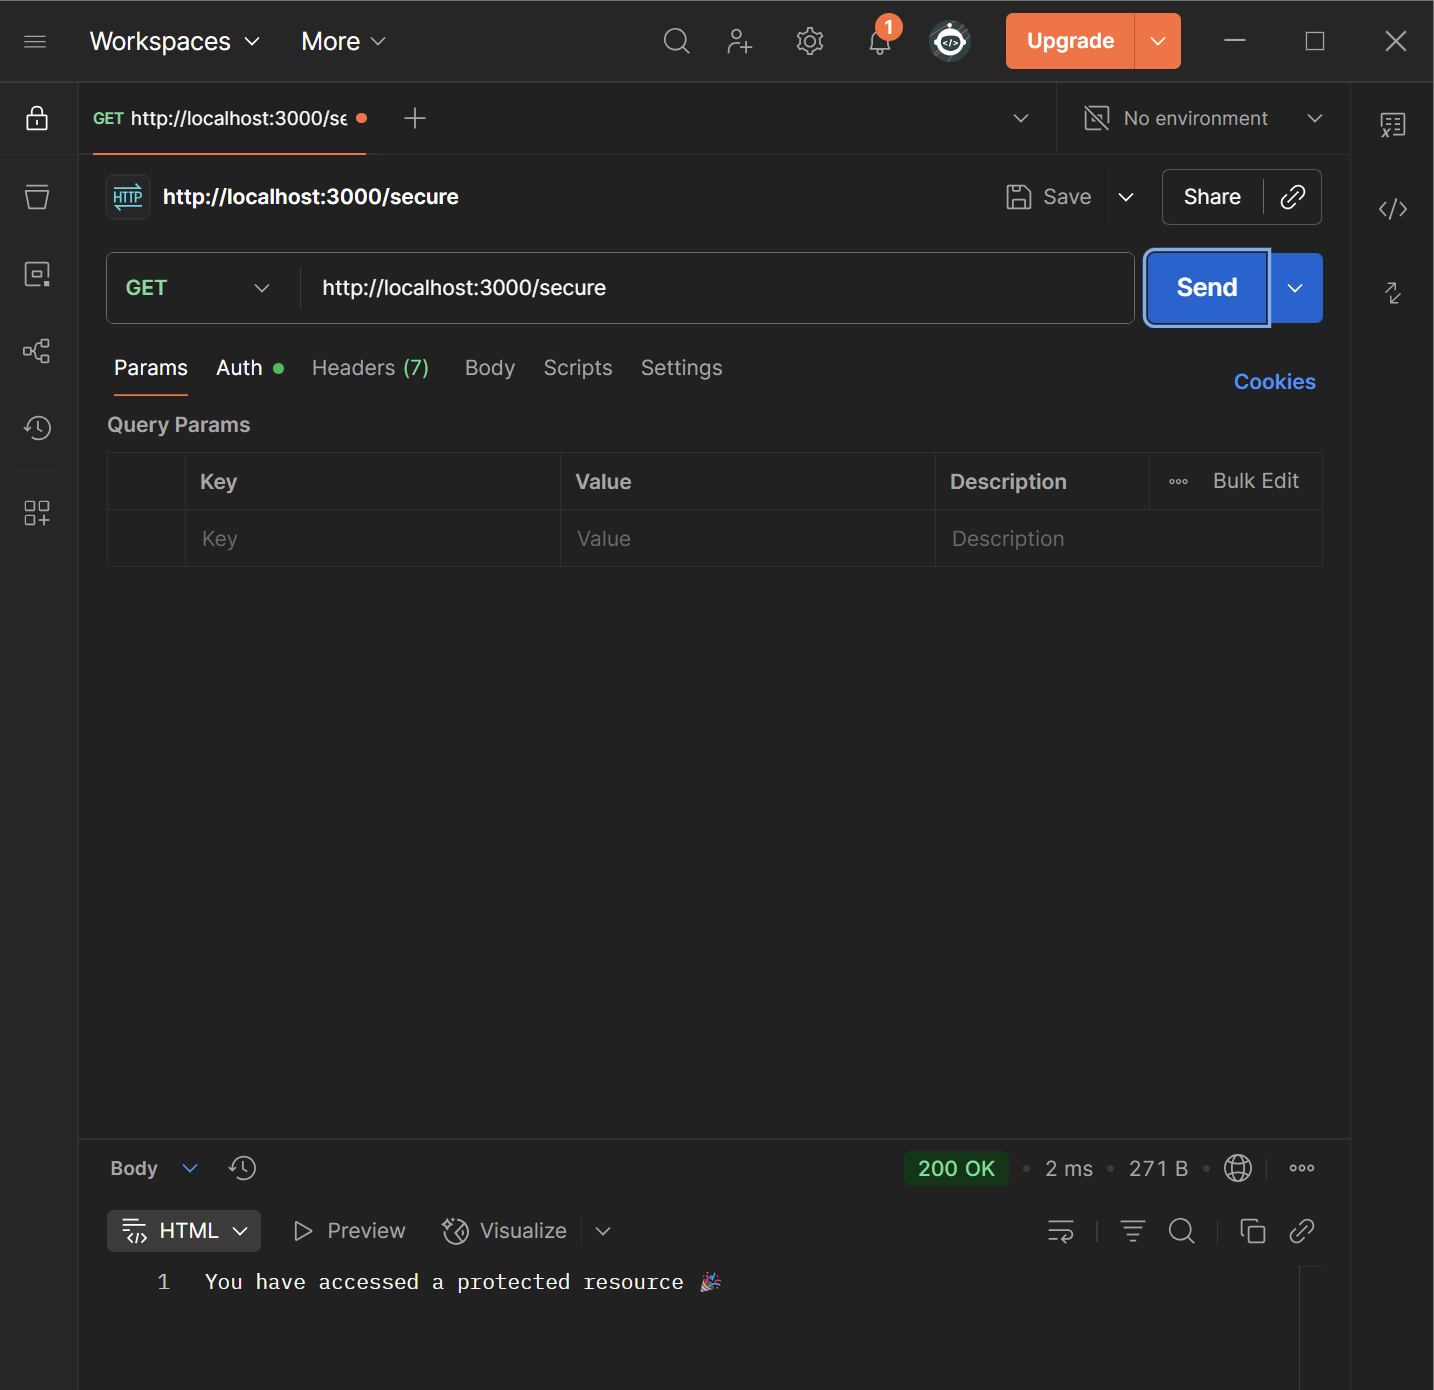 Workspaces More 1 Upgrade
GET http://localhost:3000/se No environment
HTTP http://localhost:3000/secure Save Share
GET http://localhost:3000/secure Send
Params Auth Headers (7) Body Scripts Settings Cookies
Query Params
Key Value Description Bulk Edit
Key Value Description
Body 200 OK 2 ms 271 B
HTML Preview Visualize
1 You have accessed a protected resource 🎉